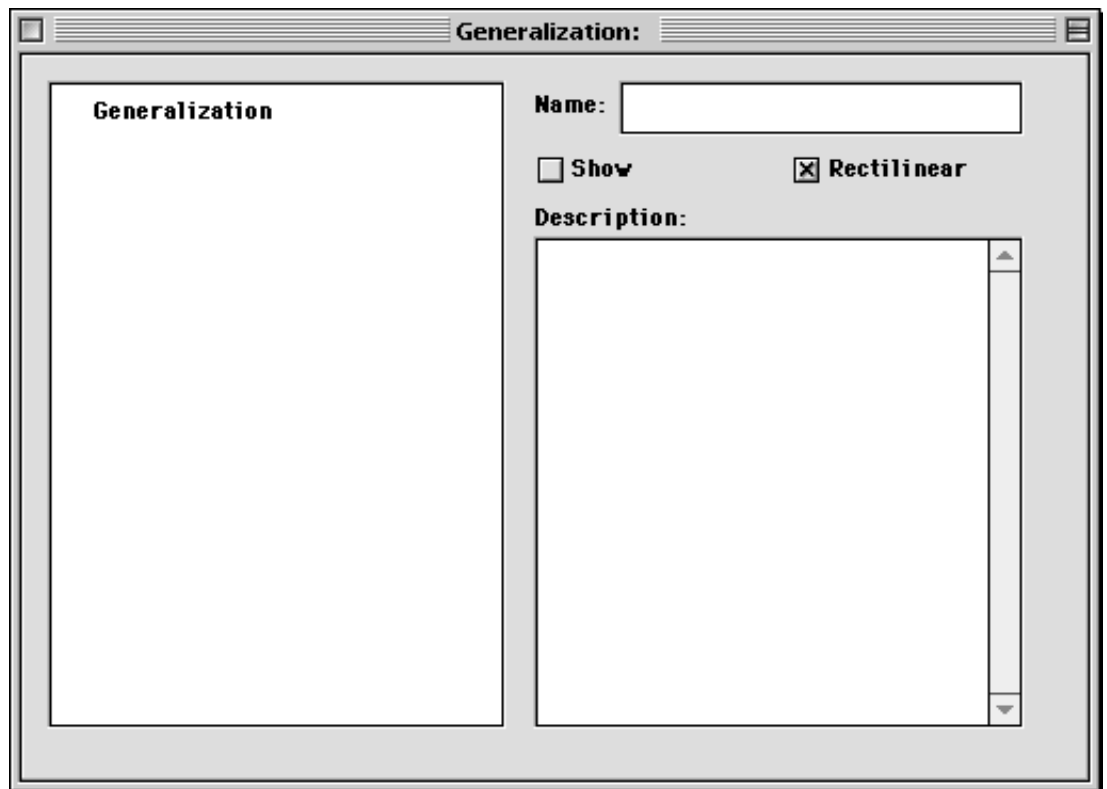 Generalization:
Generalization
Name:
Show
Rectilinear
Description: